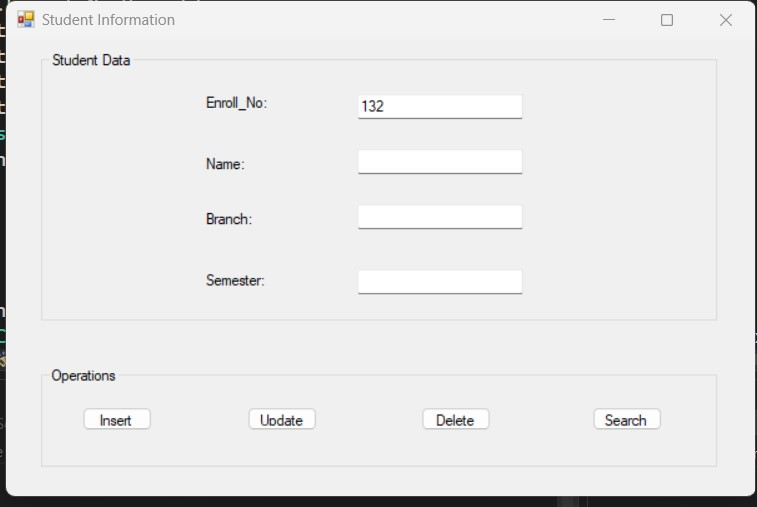 Student Information
Student Data
Enroll_No:
132
Name:
Branch:
Semester:
Operations
Insert
Update
Delete
Search